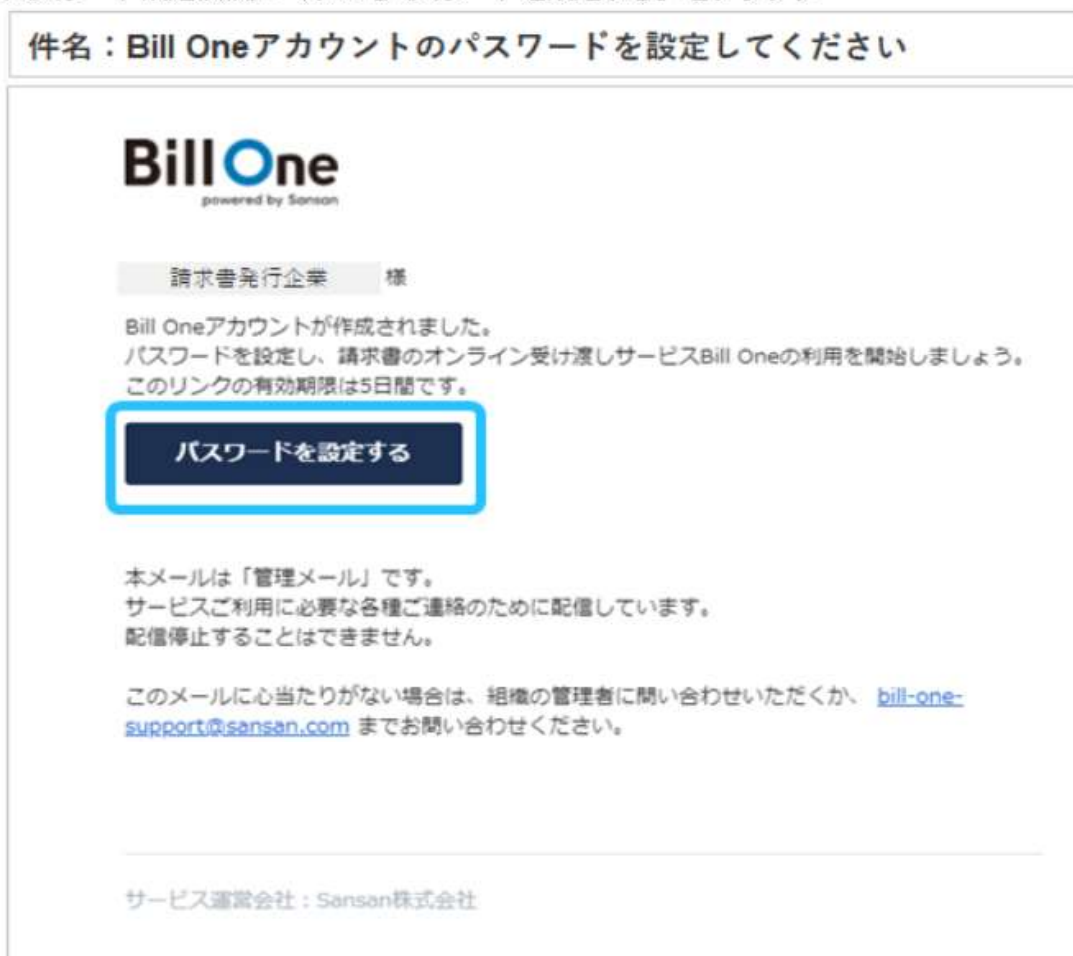 件名：Bill Oneアカウントのパスワードを設定してください
Bill One
powered by Sansan
請求書発行企業 様
Bill Oneアカウントが作成されました。
パスワードを設定し、請求書のオンライン受け渡しサービスBill Oneの利用を開始しましょう。
このリンクの有効期限は5日間です。
パスワードを設定する
本メールは「管理メール」です。
サービスご利用に必要な各種ご連絡のために配信しています。
配信停止することはできません。
このメールに心当たりがない場合は、組織の管理者に問い合わせいただくか、 bill-one-
support@sansan.com までお問い合わせください。
サービス運営会社：Sansan株式会社